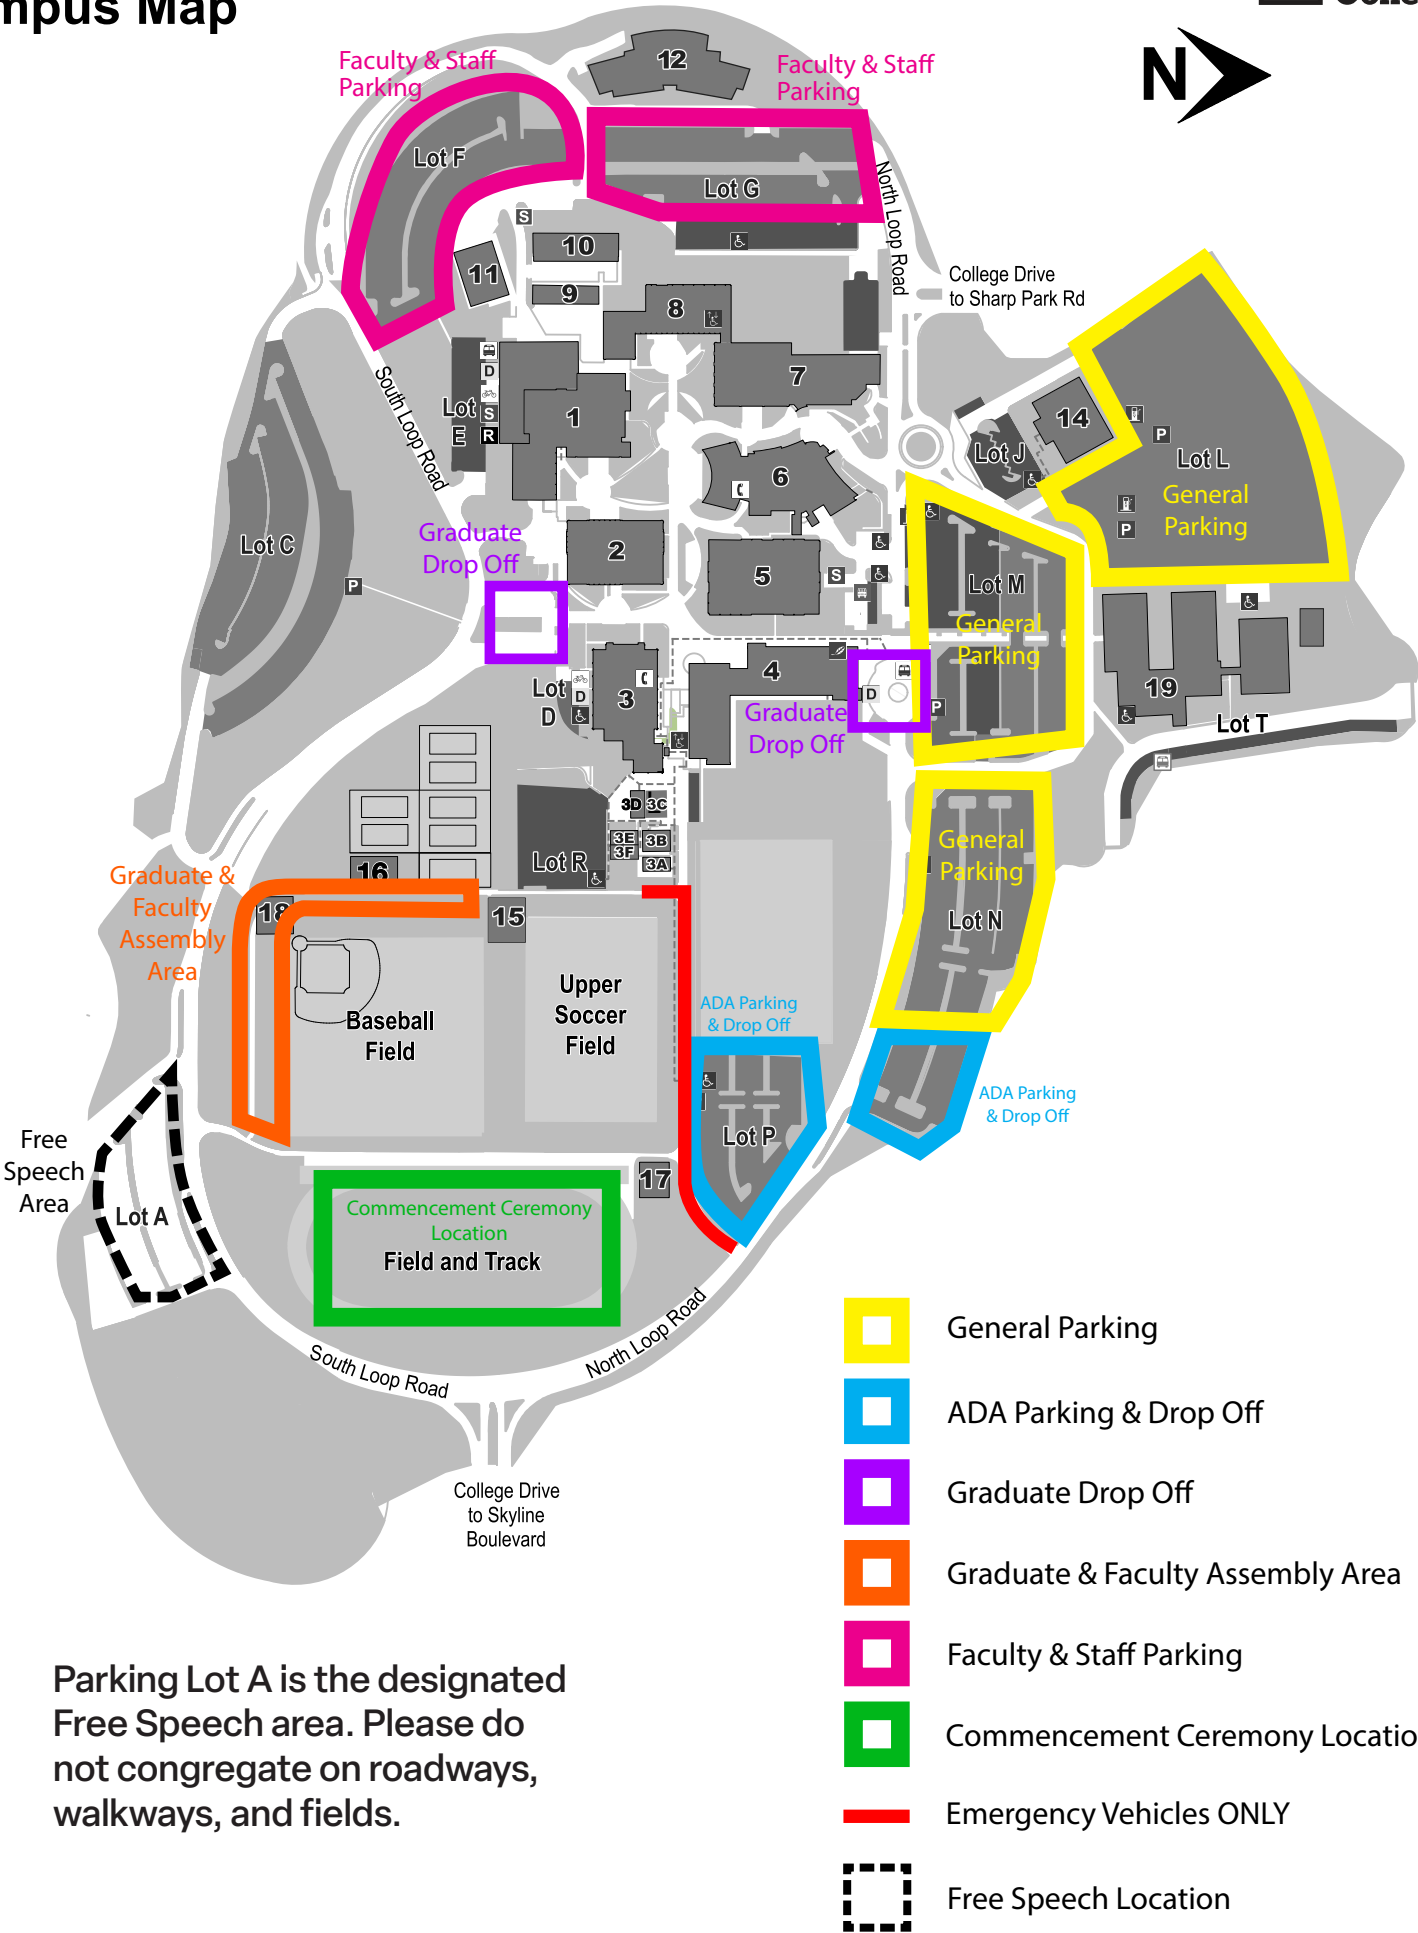 Map
N
12
Faculty & Staff
Parking
Faculty & Staff
Parking
Lot F
Lot G
North Loop Road
S
10
11
9
8
College Drive
to Sharp Park Rd
7
D
South Loop Road
Lot
E
S
R
1
14
Lot J
P
Lot L
General
Parking
P
6
Graduate
Drop Off
Lot C
2
5
S
Lot M
General
Parking
P
4
3
Lot
D
D
D
P
Graduate
Drop Off
19
Lot T
3D
3C
3E
3B
3F
3A
Lot R
General
Parking
Lot N
16
Graduate &
Faculty
Assembly
Area
18
15
Upper
Soccer
Field
Baseball
Field
ADA Parking
& Drop Off
ADA Parking
& Drop Off
Lot P
Free
Speech
Area
Lot A
17
Commencement Ceremony
Location
Field and Track
North Loop Road
South Loop Road
College Drive
to Skyline
Boulevard
General Parking
ADA Parking & Drop Off
Graduate Drop Off
Graduate & Faculty Assembly Area
Faculty & Staff Parking
Commencement Ceremony Locatio
Emergency Vehicles ONLY
Free Speech Location
Parking Lot A is the designated
Free Speech area. Please do
not congregate on roadways,
walkways, and fields.